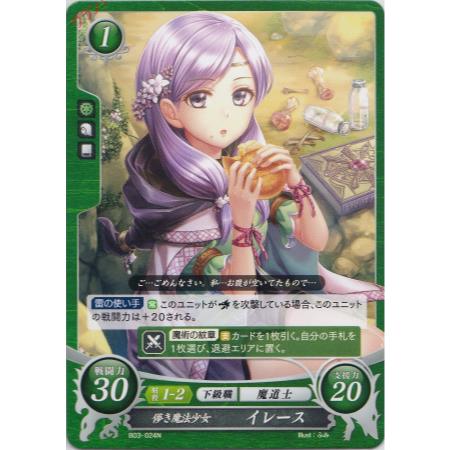 1
ご…ごめんなさい。私…お腹が空いてたもので…
雷の使い手 常 このユニットが を攻撃している場合、このユニット
の戦闘力は+20される。
魔術の紋章 攻 カードを1枚引く。自分の手札を
1枚選び、退避エリアに置く。
戦闘力
30
射程 1-2
下級職
魔道士
支援力
20
儚き魔法少女 イレース
B03-024N
Illust:ふみ